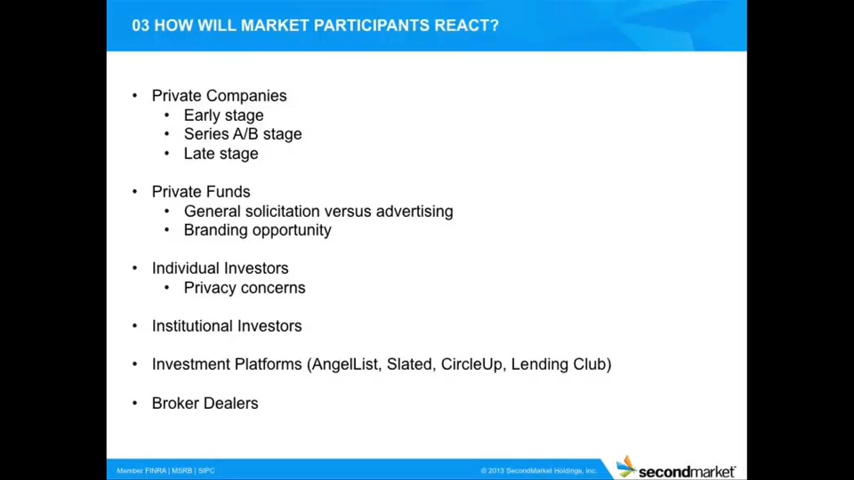 03 HOW WILL MARKET PARTICIPANTS REACT?
• Private Companies
• Early stage
• Series A/B stage
• Late stage
• Private Funds
• General solicitation versus advertising
• Branding opportunity
• Individual Investors
• Privacy concerns
• Institutional Investors
• Investment Platforms (AngelList, Slated, CircleUp, Lending Club)
• Broker Dealers
Member FINRA | MSRB | SIPC
© 2013 SecondMarket Holdings, Inc.
secondmarket